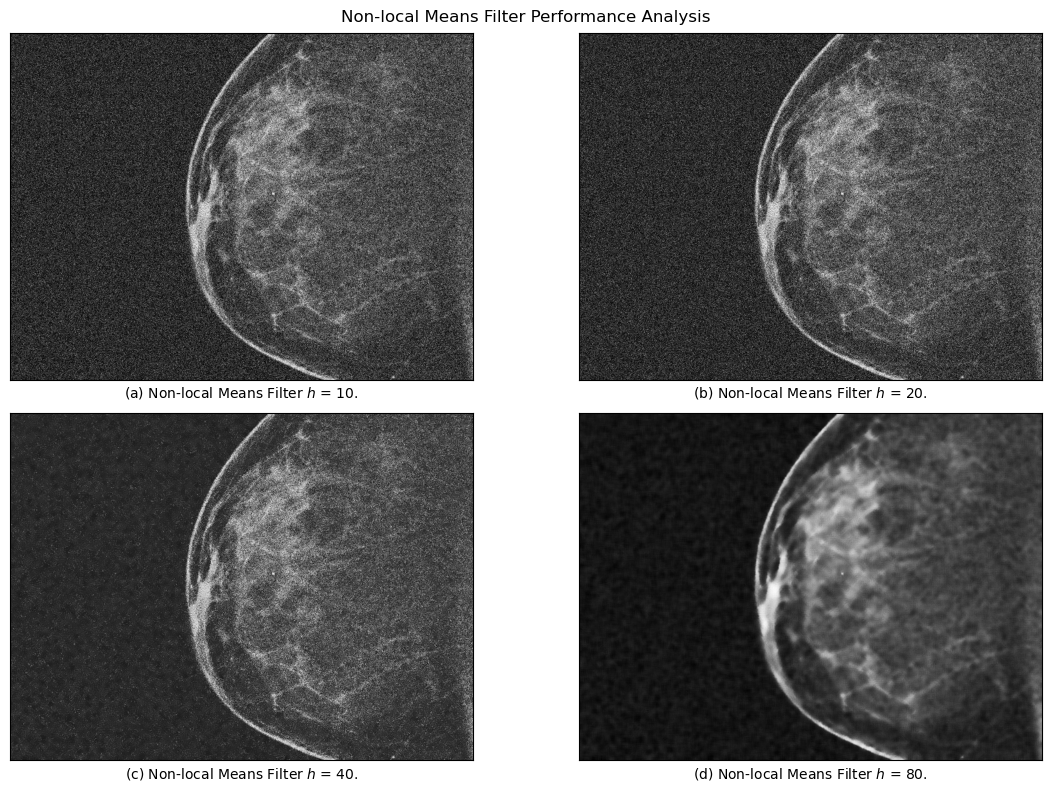 Non-local Means Filter Performance Analysis
(a) Non-local Means Filter h = 10.
(b) Non-local Means Filter h = 20.
(c) Non-local Means Filter h = 40.
(d) Non-local Means Filter h = 80.